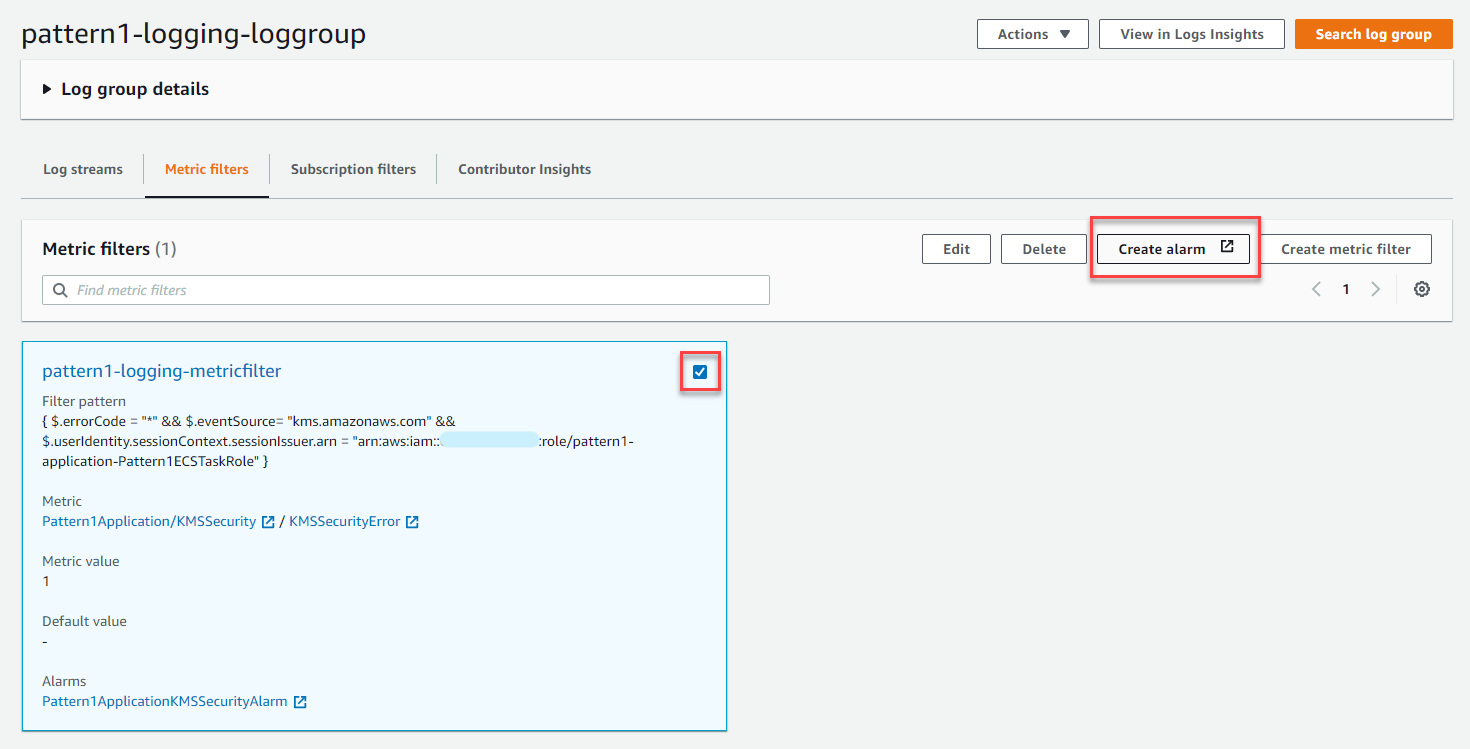 pattern1-logging-loggroup
Actions
View in Logs Insights
Search log group
Log group details
Log streams
Metric filters
Subscription filters
Contributor Insights
Metric filters (1)
Edit
Delete
Create alarm
Create metric filter
Find metric filters
1
pattern1-logging-metricfilter
Filter pattern
{ $.errorCode = "*" && $.eventSource= "kms.amazonaws.com" &&
$.userIdentity.sessionContext.sessionIssuer.arn = "arn:aws:iam:: :role/pattern1-
application-Pattern1ECSTaskRole" }
Metric
Pattern1Application/KMSSecurity / KMSSecurityError
Metric value
1
Default value
-
Alarms
Pattern1ApplicationKMSSecurityAlarm